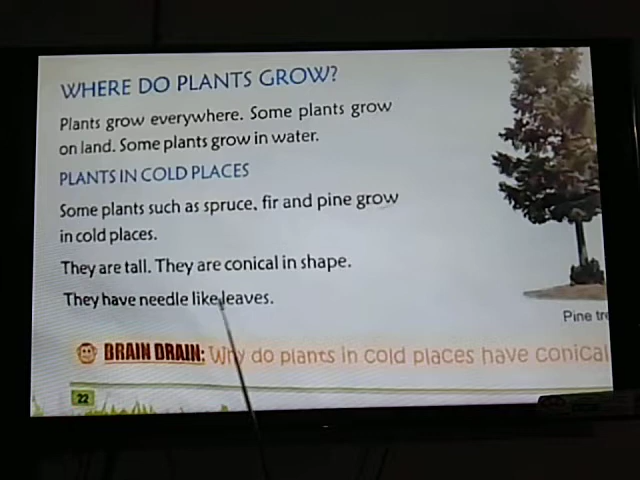 WHERE DO PLANTS GROW?
Plants grow everywhere. Some plants grow
on land. Some plants grow in water.
PLANTS IN COLD PLACES
Some plants such as spruce, fir and pine grow
in cold places.
They are tall. They are conical in shape.
They have needle like leaves.
Pine
BRAIN DRAIN: Why do plants in cold places have conical
22